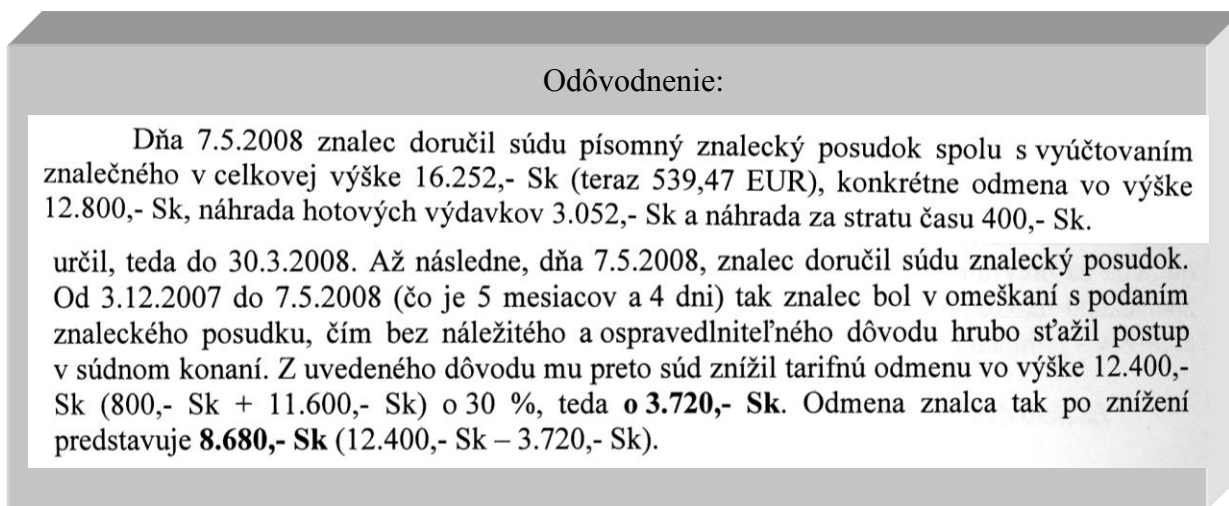 Odôvodnenie:
Dňa 7.5.2008 znalec doručil súdu písomný znalecký posudok spolu s vyúčtovaním
znalečného v celkovej výške 16.252,- Sk (teraz 539,47 EUR), konkrétne odmena vo výške
12.800,- Sk, náhrada hotových výdavkov 3.052,- Sk a náhrada za stratu času 400,- Sk.
určil, teda do 30.3.2008. Až následne, dňa 7.5.2008, znalec doručil súdu znalecký posudok.
Od 3.12.2007 do 7.5.2008 (čo je 5 mesiacov a 4 dni) tak znalec bol v omeškaní s podaním
znaleckého posudku, čím bez náležitého a ospravedlniteľného dôvodu hrubo sťažil postup
v súdnom konaní. Z uvedeného dôvodu mu preto súd znížil tarifnú odmenu vo výške 12.400,-
Sk (800,- Sk + 11.600,- Sk) o 30 %, teda o 3.720,- Sk. Odmena znalca tak po znížení
predstavuje 8.680,- Sk (12.400,- Sk – 3.720,- Sk).